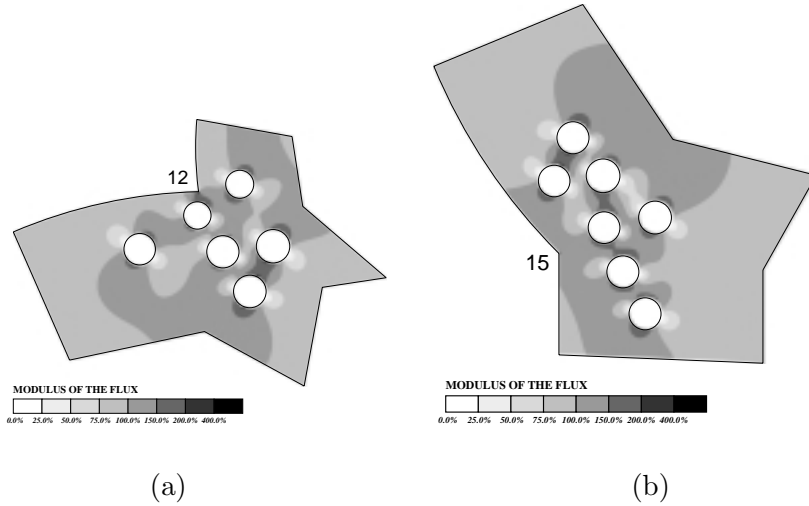 12
15
MODULUS OF THE FLUX
0.0% 25.0% 50.0% 75.0% 100.0% 150.0% 200.0% 400.0%
MODULUS OF THE FLUX
0.0% 25.0% 50.0% 75.0% 100.0% 150.0% 200.0% 400.0%
(a)
(b)